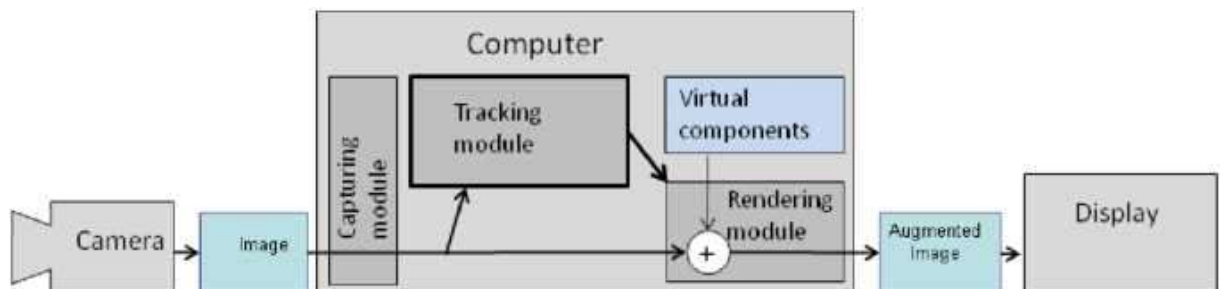 Computer
Capturing
module
Tracking
module
Virtual
components
Rendering
module
+
Camera
Image
Augmented
Image
Display